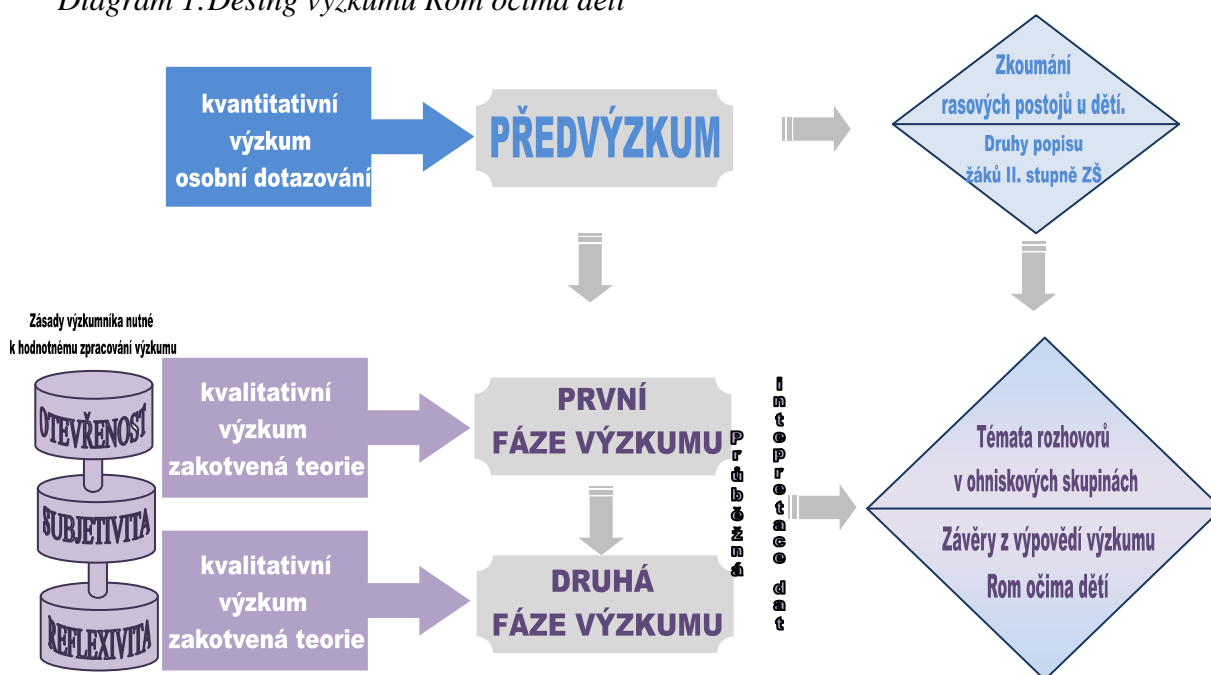 Diagram 1:Desing výzkumu Rom očima dětí
kvantitativní
výzkum
osobní dotazování
PŘEDVÝZKUM
Zkoumání
rasových postojů u dětí.
Druhy popisu
žáků II. stupně ZŠ
Zásady výzkumníka nutné
k hodnotnému zpracování výzkumu
OTEVŘENOST
SUBJETIVITA
REFLEXIVITA
kvalitativní
výzkum
zakotvená teorie
PRVNÍ
FÁZE VÝZKUMU
kvalitativní
výzkum
zakotvená teorie
DRUHÁ
FÁZE VÝZKUMU
Průběžná
intepretace dat
Témata rozhovorů
v ohniskových skupinách
Závěry z výpovědí výzkumu
Rom očima dětí